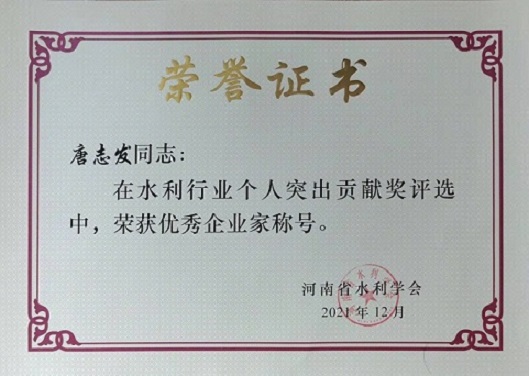 荣誉证书
唐志发同志：
在水利行业个人突出贡献奖评选
中，荣获优秀企业家称号。
河南省水利学会
2021年12月